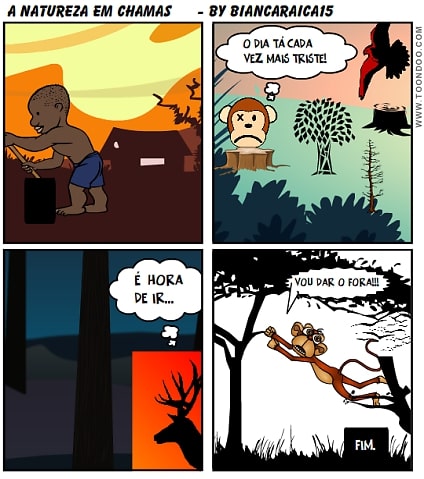 A NATUREZA EM CHAMAS - BY BIANCARAICA15
O DIA TÁ CADA
VEZ MAIS TRISTE!
WWW.TOONDOO.COM
É HORA
DE IR...
VOU DAR O FORA!!!
FIM.